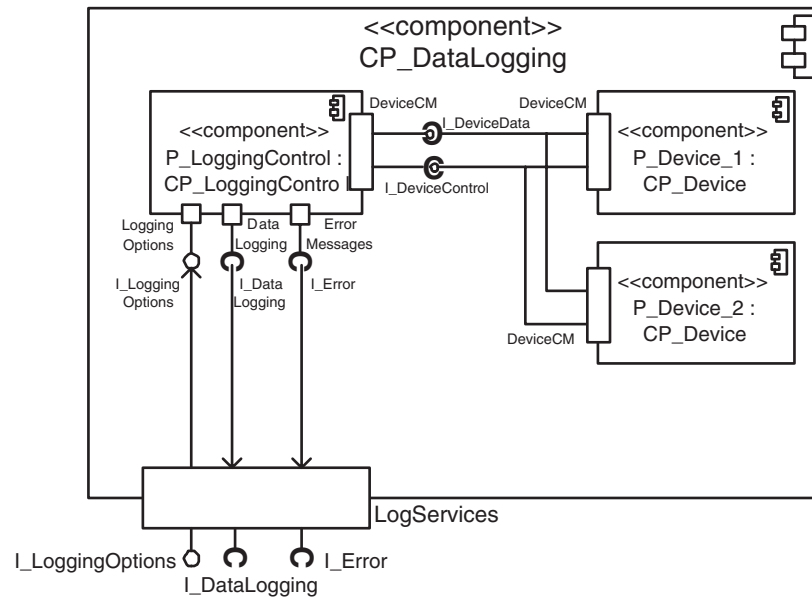 <<component>>
CP_DataLogging
DeviceCM
DeviceCM
<<component>>
P_LoggingControl :
CP_LoggingContro l
I_DeviceData
I_DeviceControl
<<component>>
P_Device_1 :
CP_Device
Logging
Options
Data
Logging
Error
Messages
I_Logging
Options
I_Data
Logging
I_Error
<<component>>
P_Device_2 :
CP_Device
DeviceCM
LogServices
I_LoggingOptions
I_DataLogging
I_Error